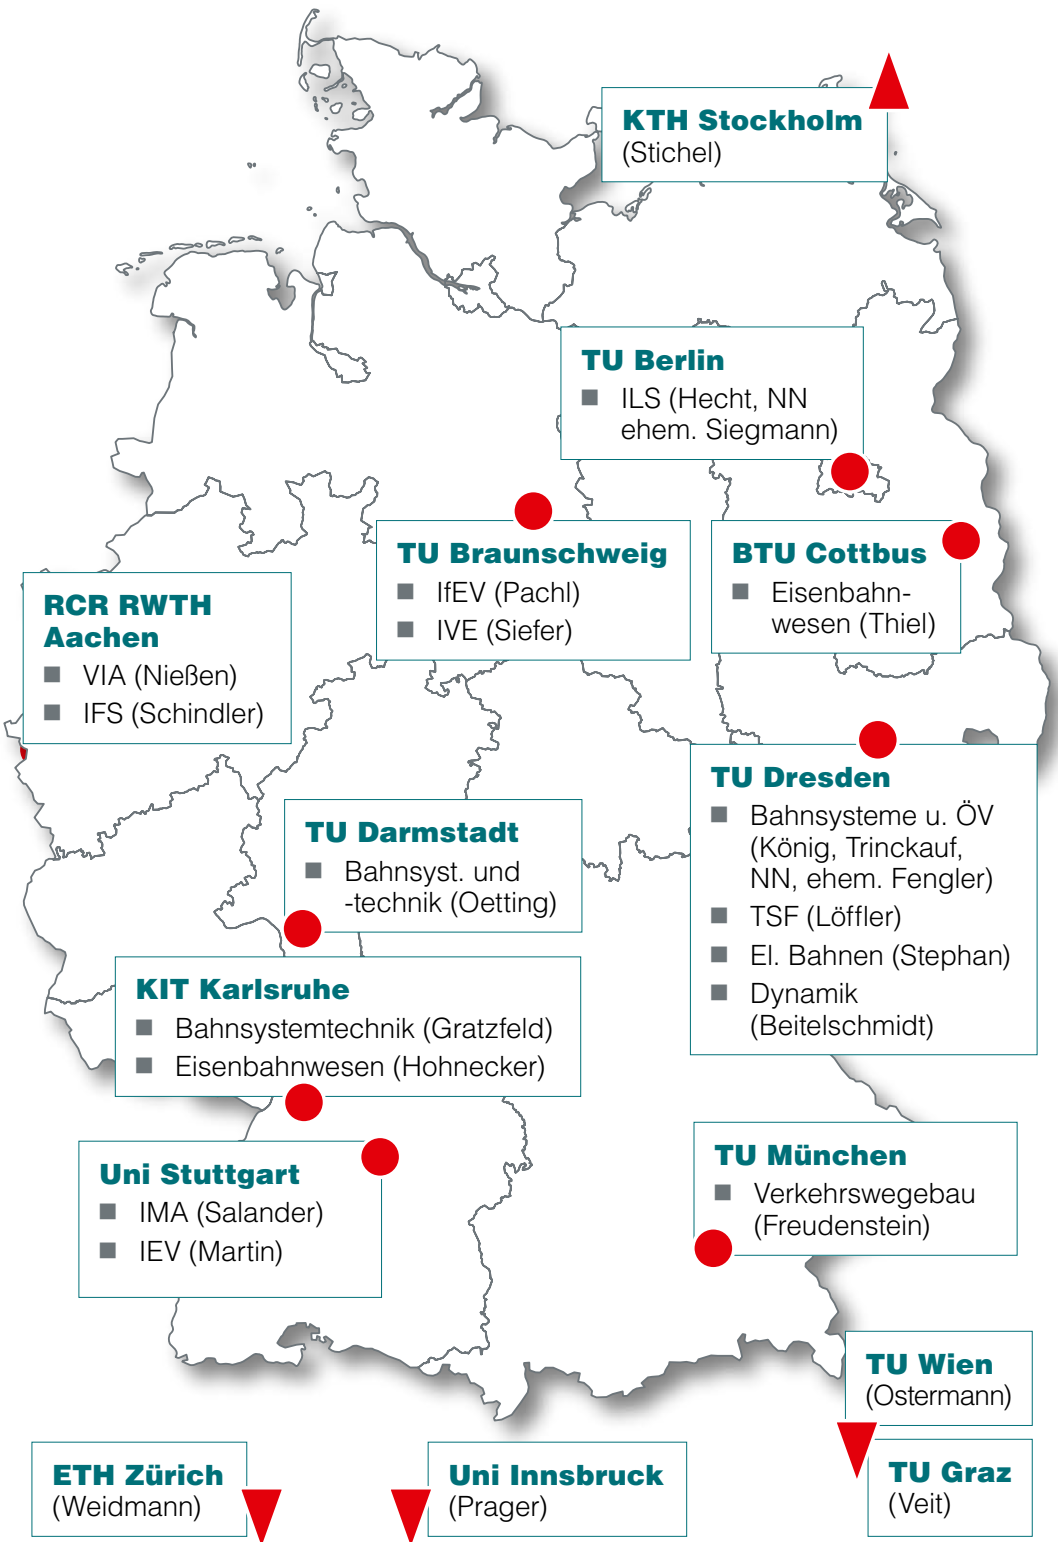 KTH Stockholm
(Stichel)
TU Berlin
ILS (Hecht, NN
ehem. Siegmann)
TU Braunschweig
IfEV (Pachl)
IVE (Siefer)
BTU Cottbus
Eisenbahn-
wesen (Thiel)
RCR RWTH
Aachen
VIA (Nießen)
IFS (Schindler)
TU Dresden
Bahnsysteme u. ÖV
(König, Trinckauf,
NN, ehem. Fengler)
TSF (Löffler)
El. Bahnen (Stephan)
Dynamik
(Beitelschmidt)
TU Darmstadt
Bahnsyst. und
-technik (Oetting)
KIT Karlsruhe
Bahnsystemtechnik (Gratzfeld)
Eisenbahnwesen (Hohnecker)
Uni Stuttgart
IMA (Salander)
IEV (Martin)
TU München
Verkehrswegebau
(Freudenstein)
TU Wien
(Ostermann)
ETH Zürich
(Weidmann)
Uni Innsbruck
(Prager)
TU Graz
(Veit)